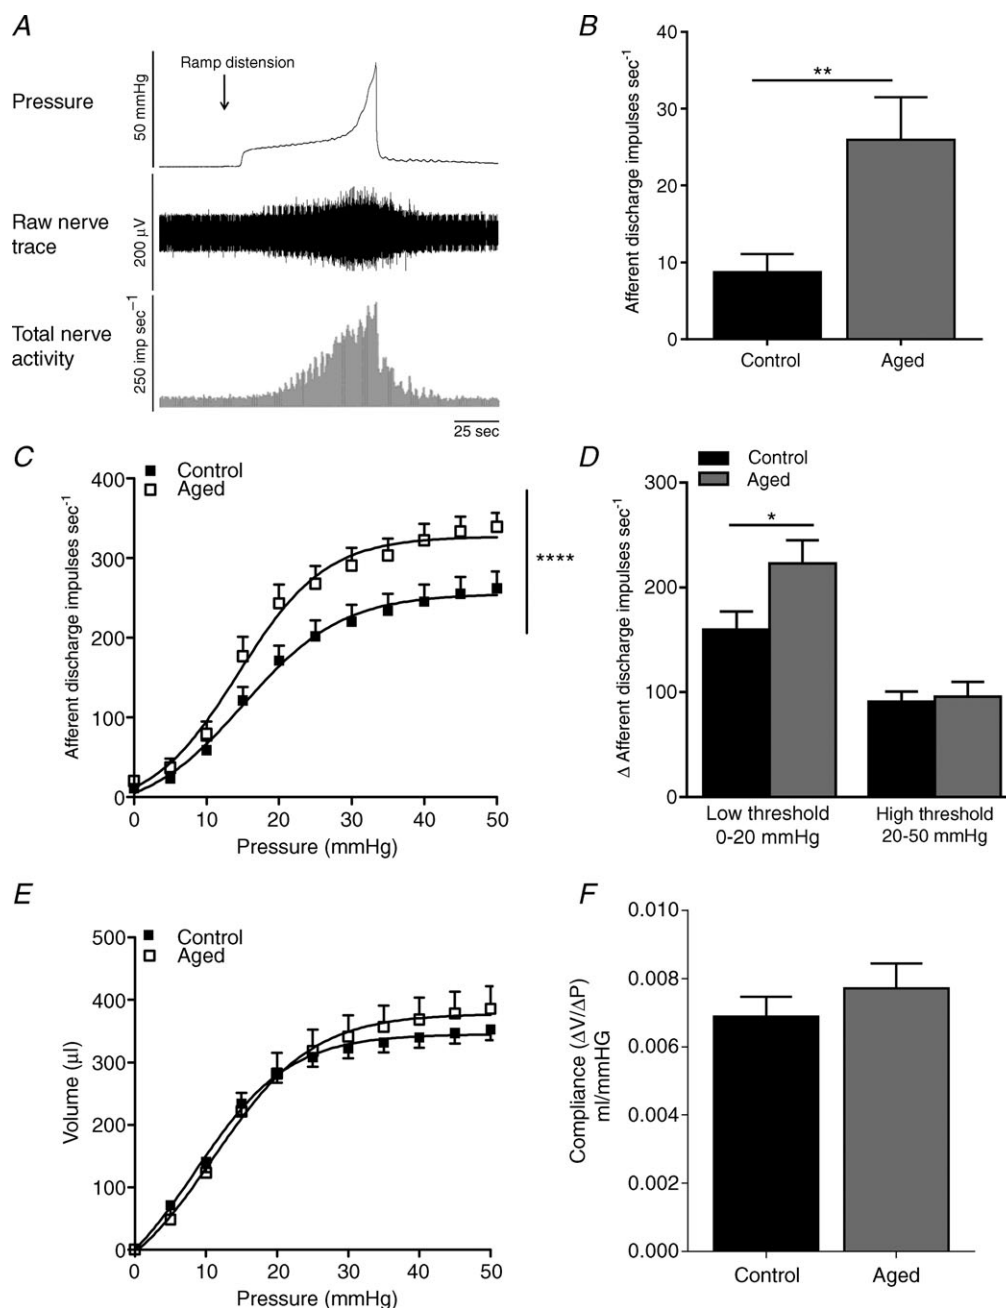 A
Ramp distension
Pressure
50 mmHg
Raw nerve
trace
200 μV
Total nerve
activity
250 imp sec⁻¹
25 sec
B
Afferent discharge impulses sec⁻¹
40
30
20
10
0
**
Control
Aged
C
Control
Aged
Afferent discharge impulses sec⁻¹
400
300
200
100
0
****
0 10 20 30 40 50
Pressure (mmHg)
D
Control
Aged
Δ Afferent discharge impulses sec⁻¹
300
200
100
0
*
Low threshold
0-20 mmHg
High threshold
20-50 mmHg
E
Control
Aged
Volume (μl)
500
400
300
200
100
0
0 10 20 30 40 50
Pressure (mmHg)
F
Compliance (ΔV/ΔP)
ml/mmHG
0.010
0.008
0.006
0.004
0.002
0.000
Control
Aged